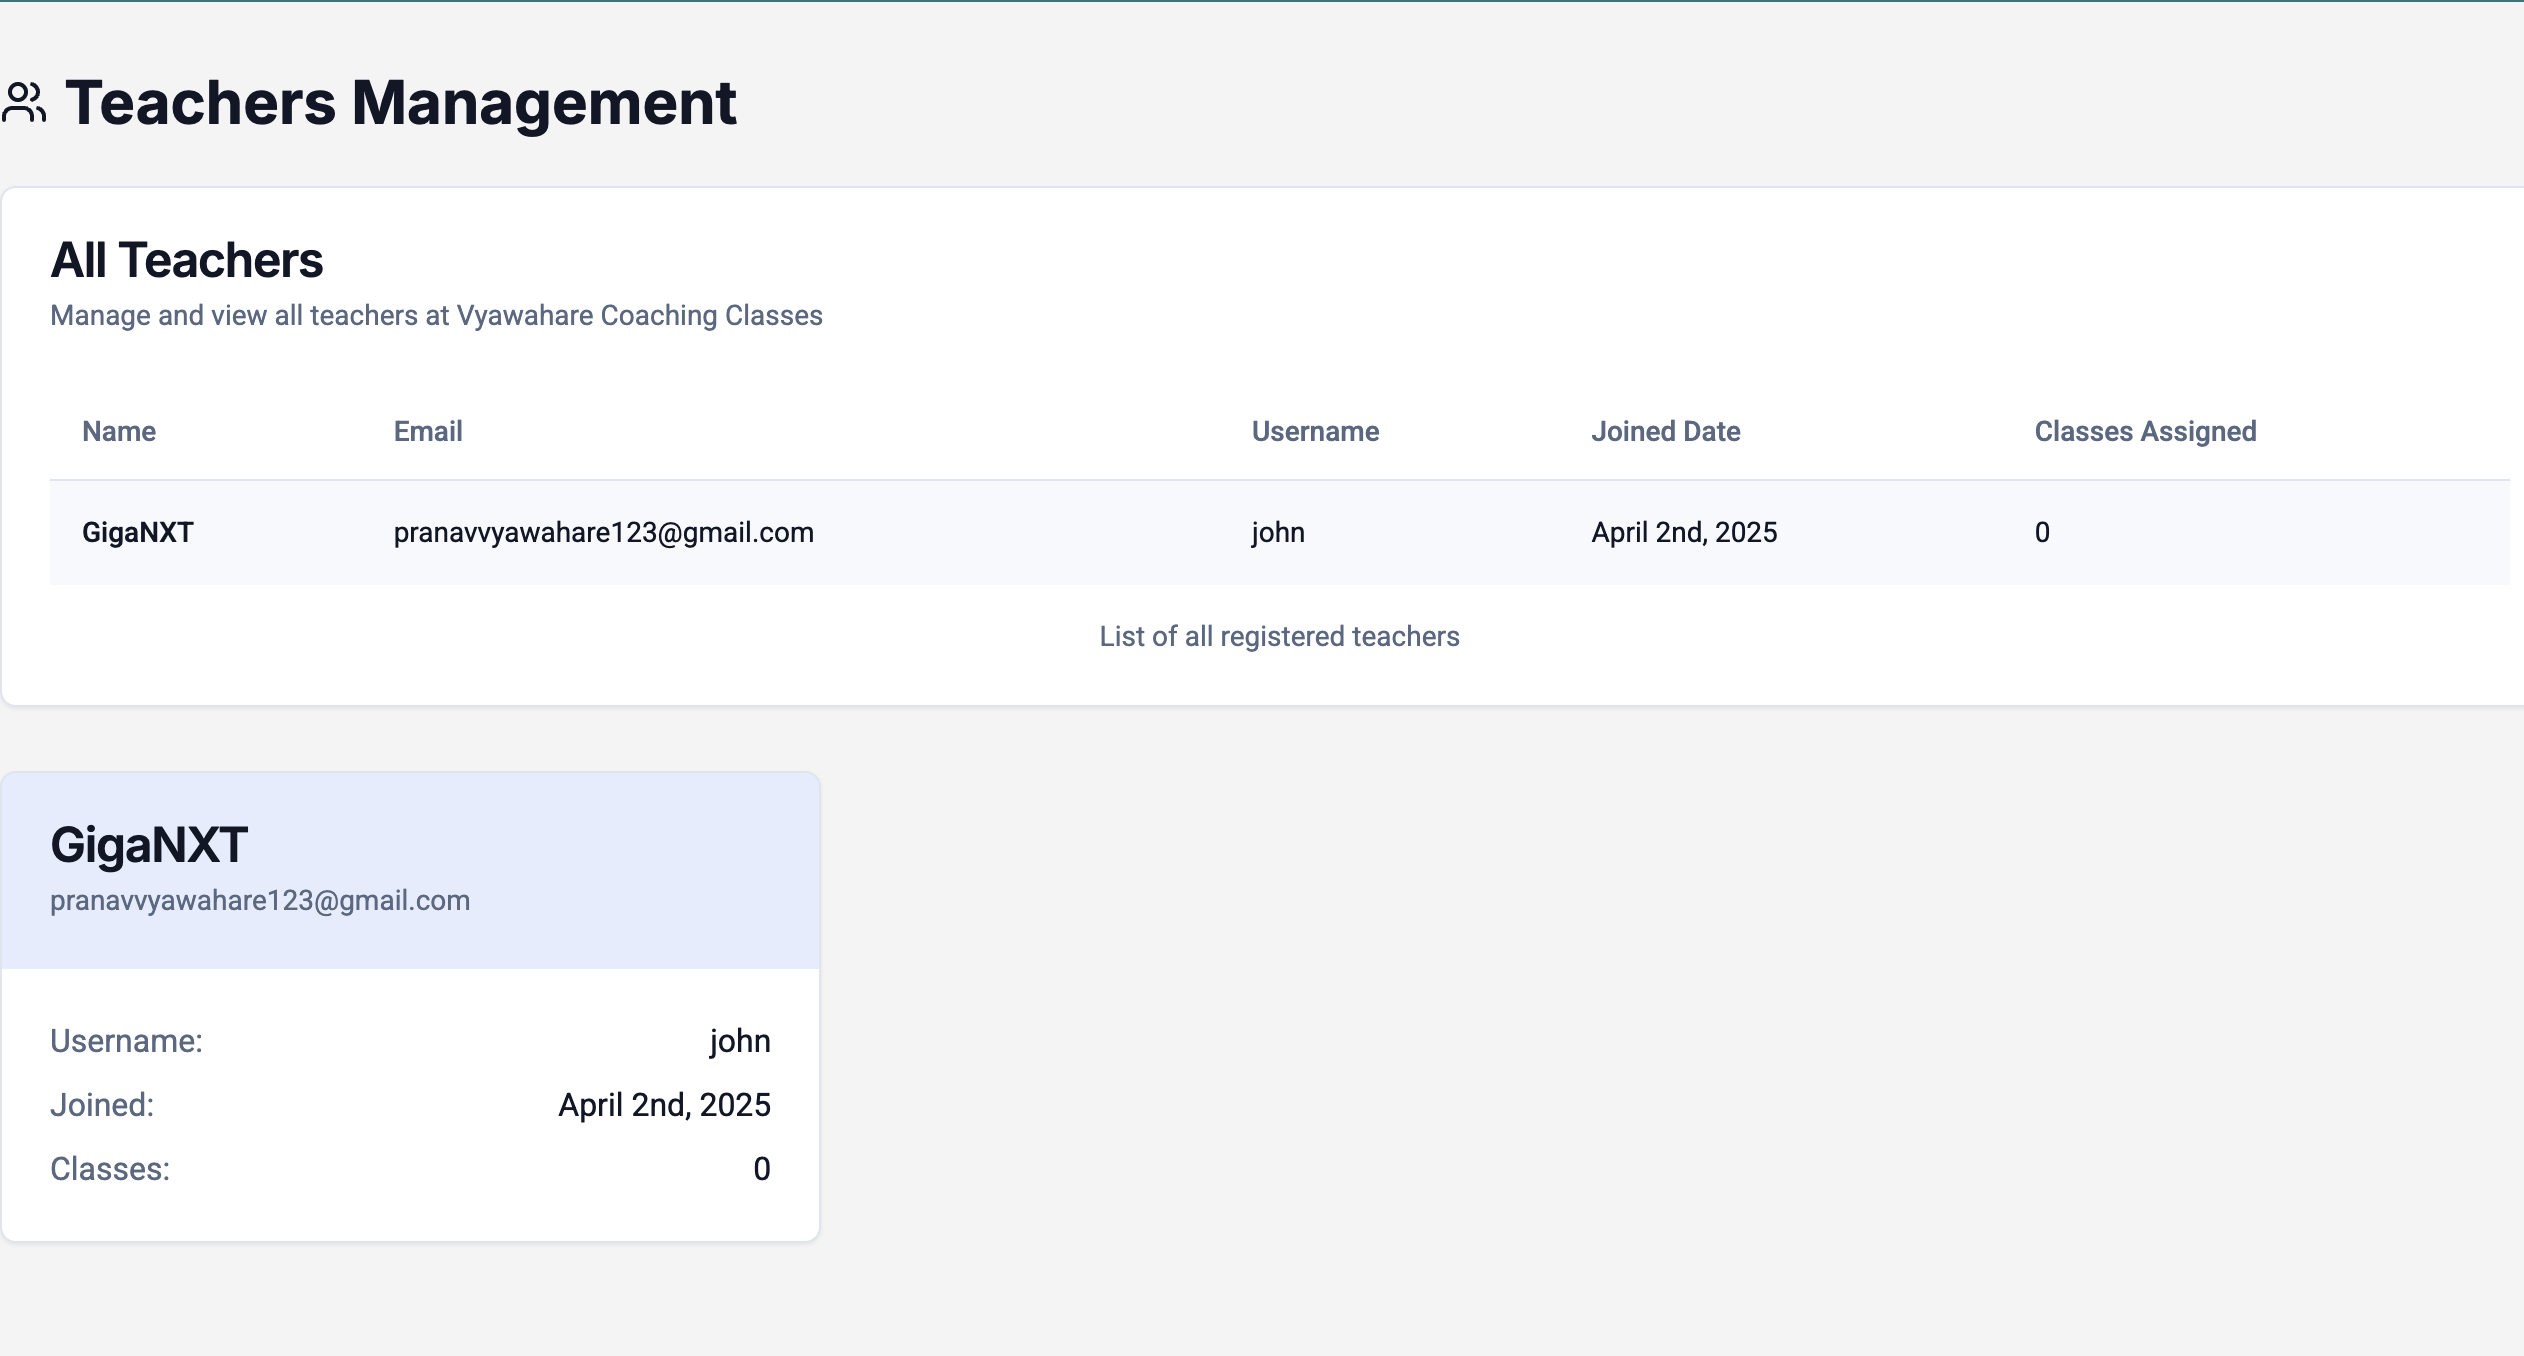 Teachers Management
All Teachers
Manage and view all teachers at Vyawahare Coaching Classes
Name Email Username Joined Date Classes Assigned
GigaNXT pranavvyawahare123@gmail.com john April 2nd, 2025 0
List of all registered teachers
GigaNXT
pranavvyawahare123@gmail.com
Username: john
Joined: April 2nd, 2025
Classes: 0